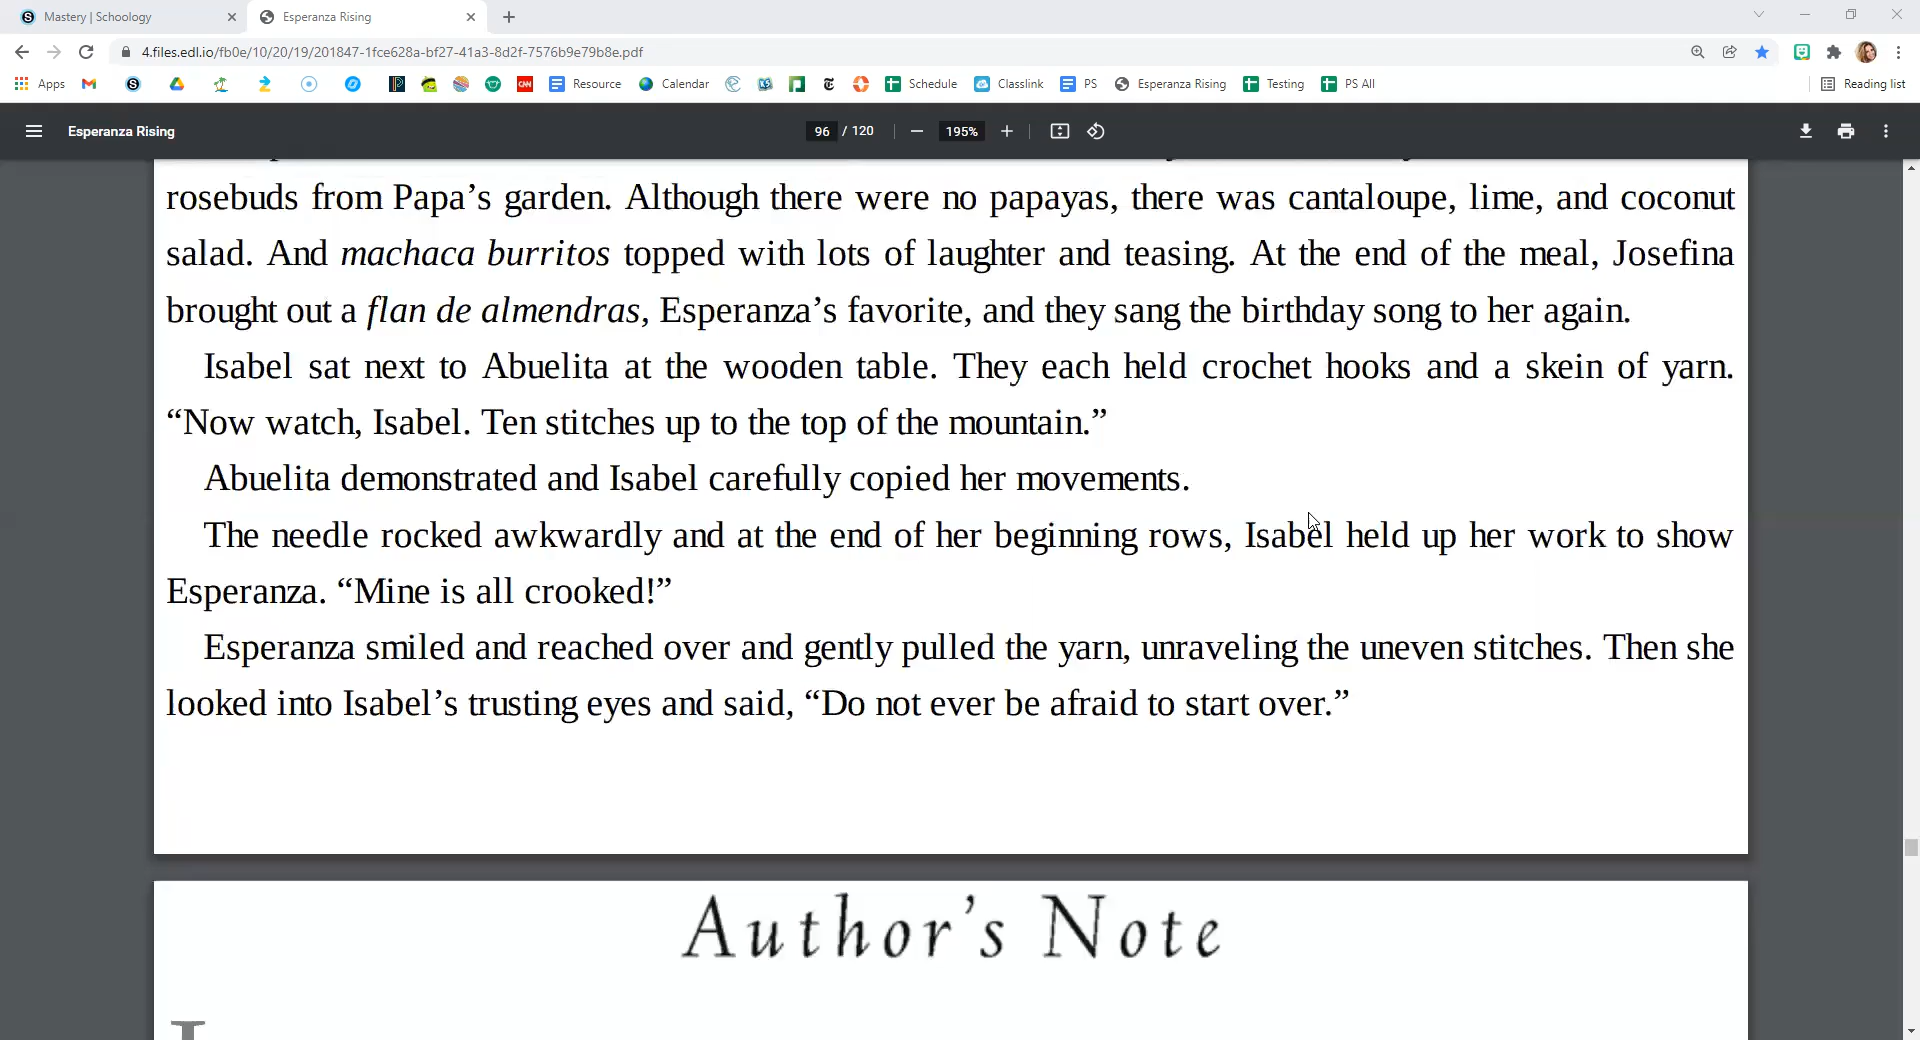 Mastery | Schoology
Esperanza Rising
4.files.edl.io/fb0e/10/20/19/201847-1fce628a-bf27-41a3-8d2f-7576b9e79b8e.pdf
Apps CNN Resource Calendar Schedule Classlink PS Esperanza Rising Testing PS All Reading list
Esperanza Rising 96 / 120 195%
rosebuds from Papa’s garden. Although there were no papayas, there was cantaloupe, lime, and coconut
salad. And machaca burritos topped with lots of laughter and teasing. At the end of the meal, Josefina
brought out a flan de almendras, Esperanza’s favorite, and they sang the birthday song to her again.
Isabel sat next to Abuelita at the wooden table. They each held crochet hooks and a skein of yarn.
“Now watch, Isabel. Ten stitches up to the top of the mountain.”
Abuelita demonstrated and Isabel carefully copied her movements.
The needle rocked awkwardly and at the end of her beginning rows, Isabel held up her work to show
Esperanza. “Mine is all crooked!”
Esperanza smiled and reached over and gently pulled the yarn, unraveling the uneven stitches. Then she
looked into Isabel’s trusting eyes and said, “Do not ever be afraid to start over.”
Author’s Note